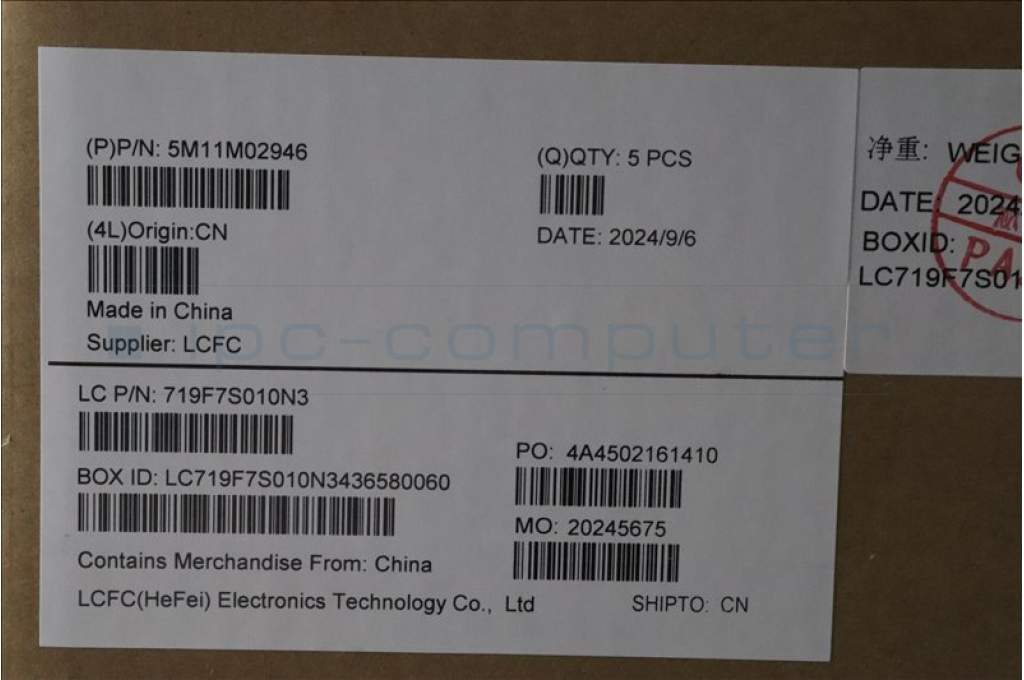 (P)P/N: 5M11M02946
(Q)QTY: 5 PCS
(4L)Origin:CN
DATE: 2024/9/6
Made in China
Supplier: LCFC
ipc-computer
LC P/N: 719F7S010N3
PO: 4A4502161410
BOX ID: LC719F7S010N3436580060
MO: 20245675
Contains Merchandise From: China
LCFC(HeFei) Electronics Technology Co., Ltd
SHIPTO: CN
净重: WEIG
DATE: 2024
BOXID:
LC719F7S01
PA